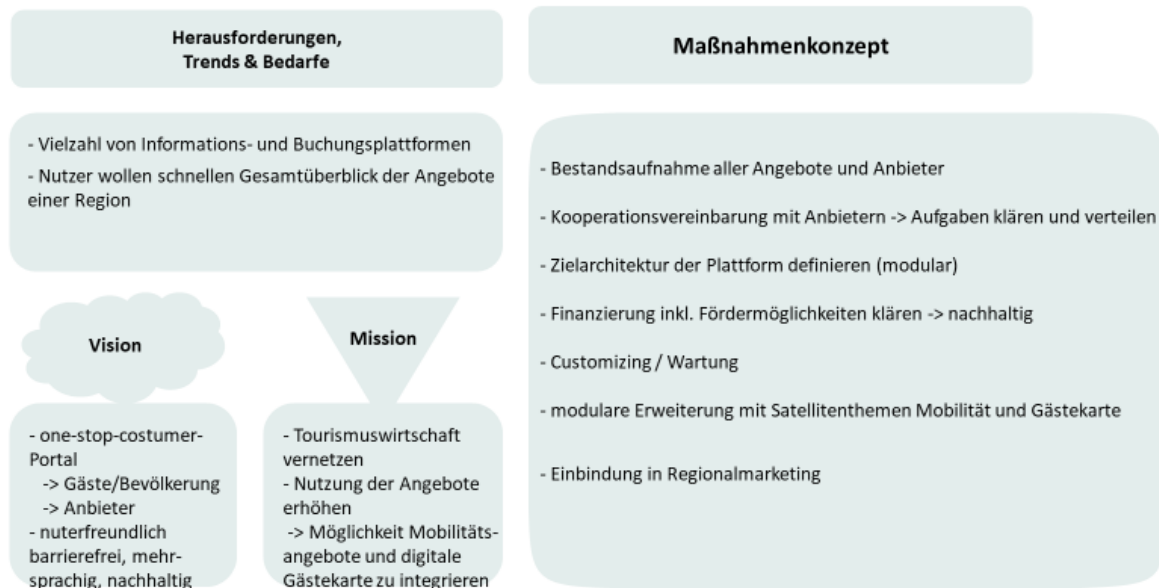 Herausforderungen,
Trends & Bedarfe
- Vielzahl von Informations- und Buchungsplattformen
- Nutzer wollen schnellen Gesamtüberblick der Angebote
einer Region
Vision
- one-stop-costumer-
Portal
-> Gäste/Bevölkerung
-> Anbieter
- nuterfreundlich
barrierefrei, mehr-
sprachig, nachhaltig
Mission
- Tourismuswirtschaft
vernetzen
- Nutzung der Angebote
erhöhen
-> Möglichkeit Mobilitäts-
angebote und digitale
Gästekarte zu integrieren
Maßnahmenkonzept
- Bestandsaufnahme aller Angebote und Anbieter
- Kooperationsvereinbarung mit Anbietern -> Aufgaben klären und verteilen
- Zielarchitektur der Plattform definieren (modular)
- Finanzierung inkl. Fördermöglichkeiten klären -> nachhaltig
- Customizing / Wartung
- modulare Erweiterung mit Satellitenthemen Mobilität und Gästekarte
- Einbindung in Regionalmarketing